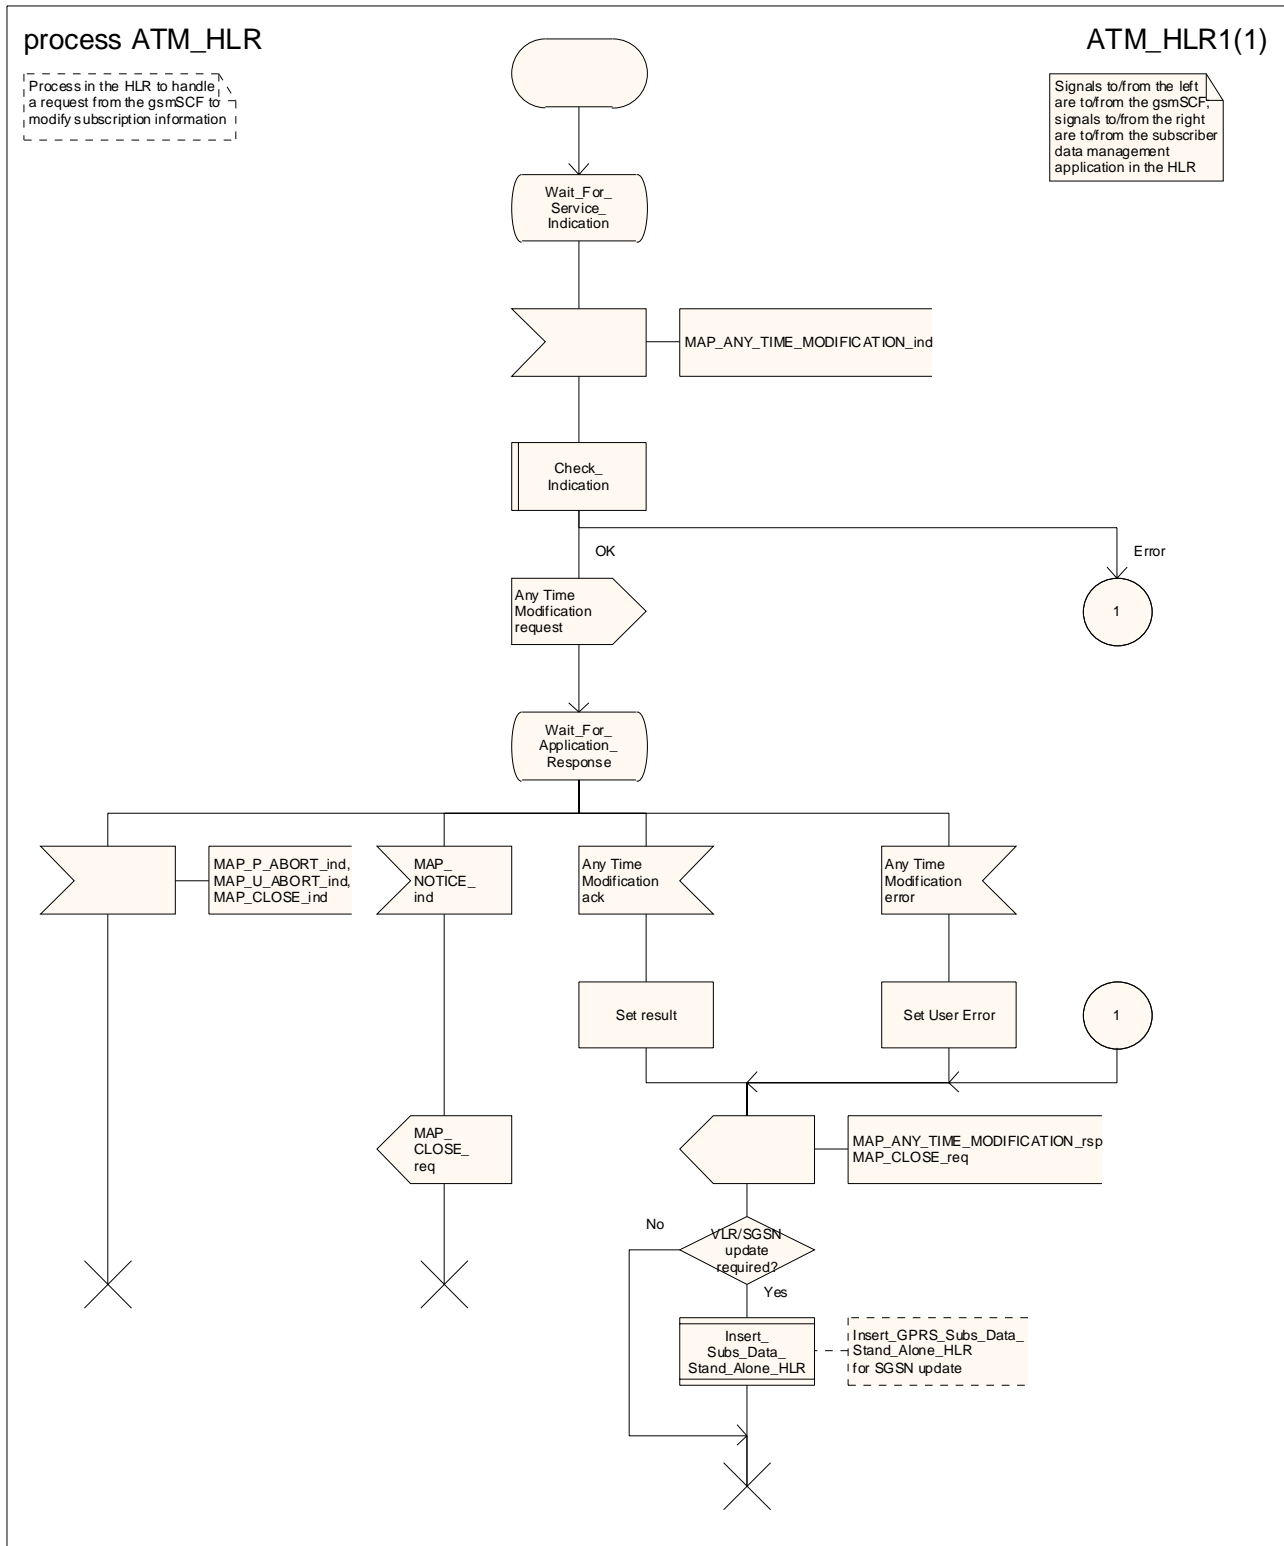 process ATM_HLR
ATM_HLR1(1)
Process in the HLR to handle
a request from the gsmSCF to
modify subscription information
Signals to/from the left
are to/from the gsmSCF;
signals to/from the right
are to/from the subscriber
data management
application in the HLR
Wait_For_
Service_
Indication
MAP_ANY_TIME_MODIFICATION_ind
Check_
Indication
OK
Error
Any Time
Modification
request
1
Wait_For_
Application_
Response
MAP_P_ABORT_ind,
MAP_U_ABORT_ind,
MAP_CLOSE_ind
MAP_
NOTICE_
ind
Any Time
Modification
ack
Any Time
Modification
error
Set result
Set User Error
1
MAP_
CLOSE_
req
MAP_ANY_TIME_MODIFICATION_rsp
MAP_CLOSE_req
No
VLR/SGSN
update
required?
Yes
Insert_
Subs_Data_
Stand_Alone_HLR
Insert_GPRS_Subs_Data_
Stand_Alone_HLR
for SGSN update